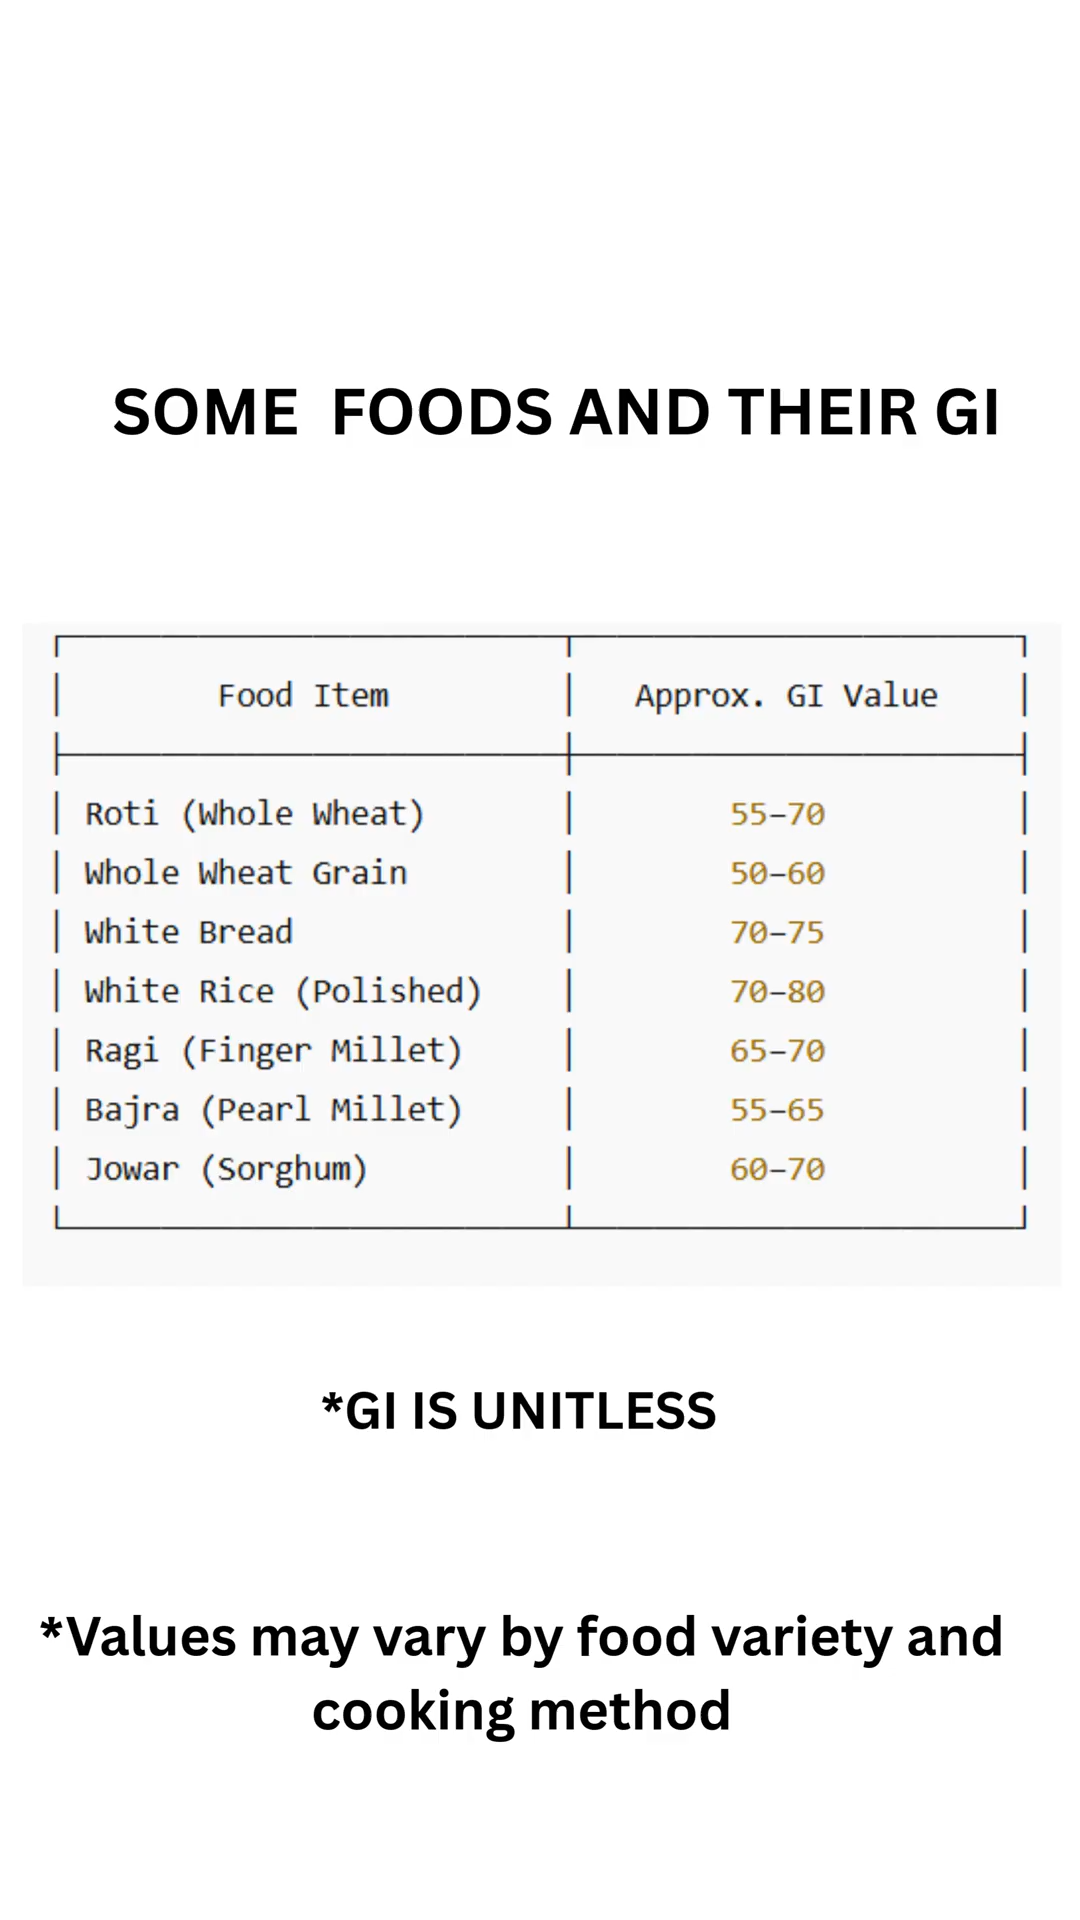 SOME FOODS AND THEIR GI
Food Item Approx. GI Value
Roti (Whole Wheat) 55–70
Whole Wheat Grain 50–60
White Bread 70–75
White Rice (Polished) 70–80
Ragi (Finger Millet) 65–70
Bajra (Pearl Millet) 55–65
Jowar (Sorghum) 60–70
*GI IS UNITLESS
*Values may vary by food variety and
cooking method